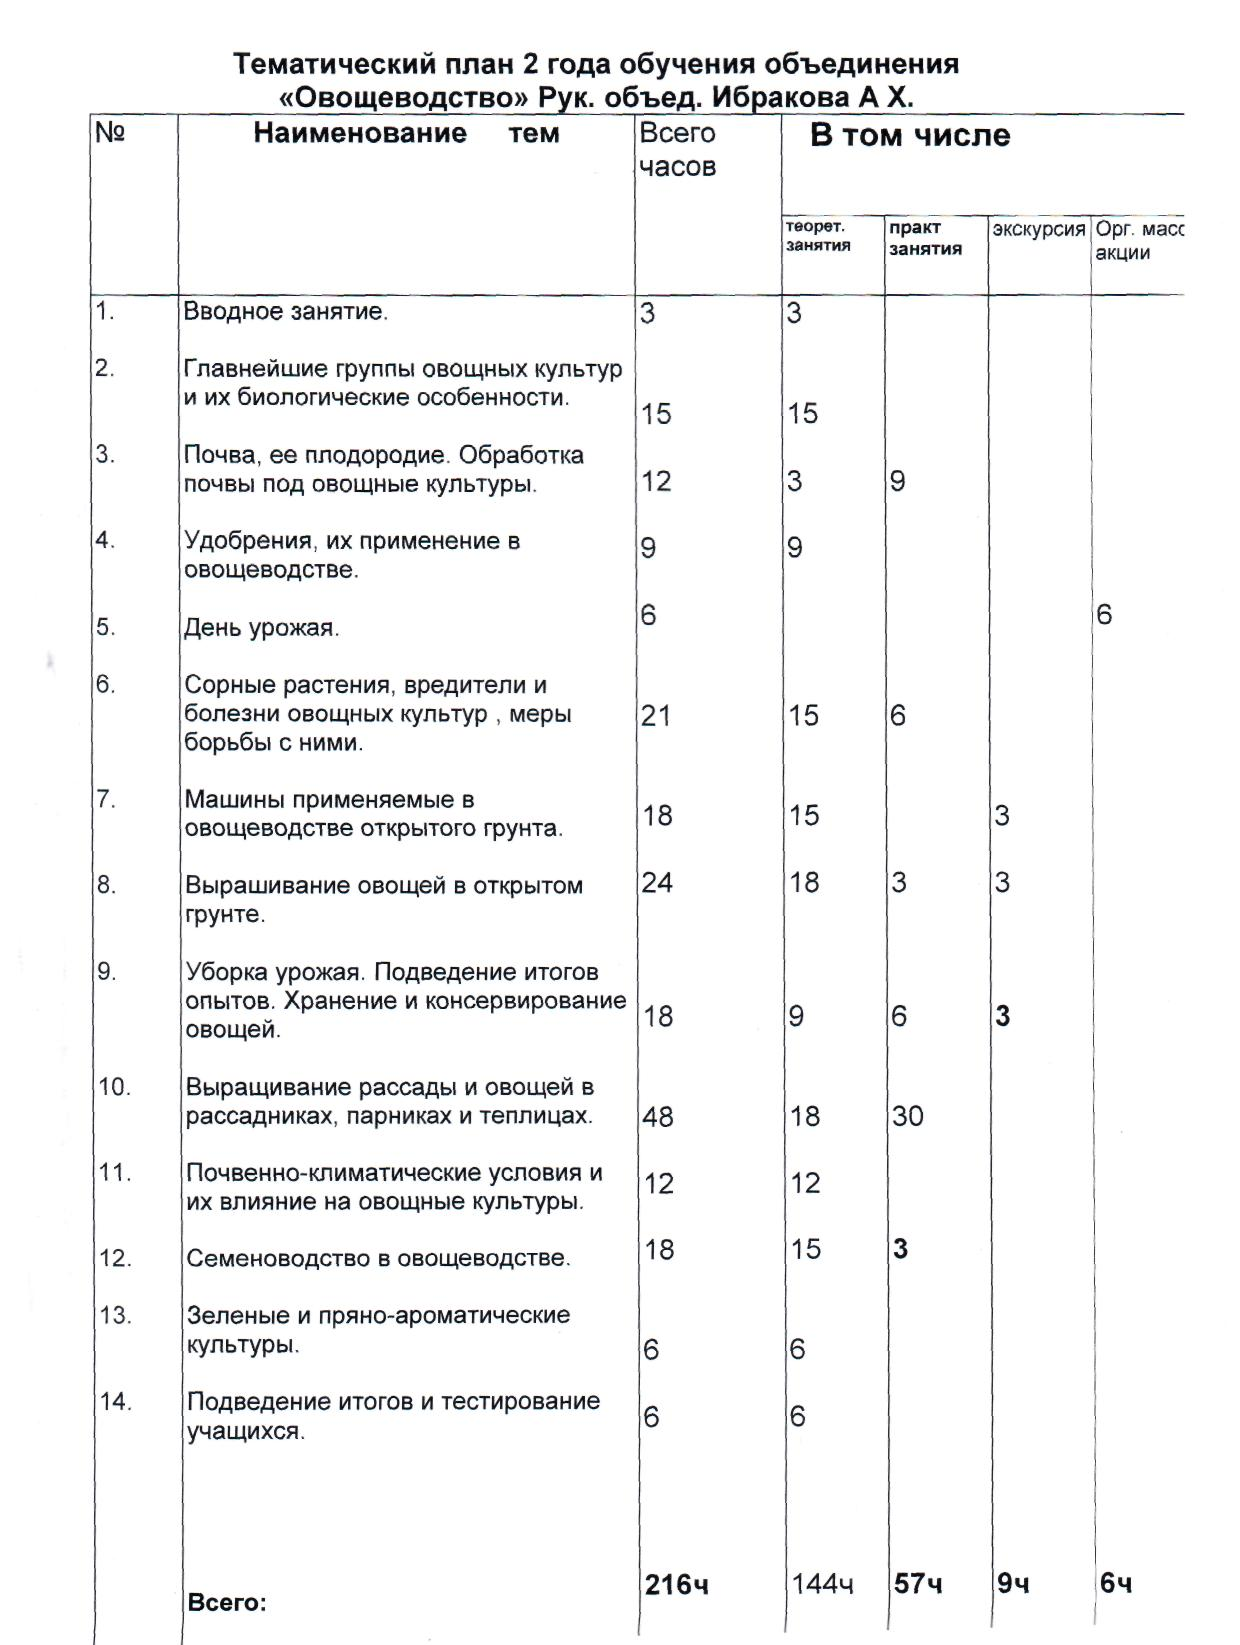 Тематический план 2 года обучения объединения
«Овощеводство» Рук. объед. Ибракова А Х.
№ Наименование тем Всего часов В том числе
теорет. занятия практ занятия экскурсия Орг. масс акции
1. Вводное занятие. 3 3
2. Главнейшие группы овощных культур
и их биологические особенности. 15 15
3. Почва, ее плодородие. Обработка
почвы под овощные культуры. 12 3 9
4. Удобрения, их применение в 9 9
овощеводстве.
5. День урожая. 6 6
6. Сорные растения, вредители и
болезни овощных культур , меры 21 15 6
борьбы с ними.
7. Машины применяемые в
овощеводстве открытого грунта. 18 15 3
8. Вырашивание овощей в открытом 24 18 3 3
грунте.
9. Уборка урожая. Подведение итогов
опытов. Хранение и консервирование
овощей. 18 9 6 3
10. Выращивание рассады и овощей в
рассадниках, парниках и теплицах. 48 18 30
11. Почвенно-климатические условия и
их влияние на овощные культуры. 12 12
12. Семеноводство в овощеводстве. 18 15 3
13. Зеленые и пряно-ароматические
культуры. 6 6
14. Подведение итогов и тестирование
учащихся. 6 6
Всего: 216ч 144ч 57ч 9ч 6ч